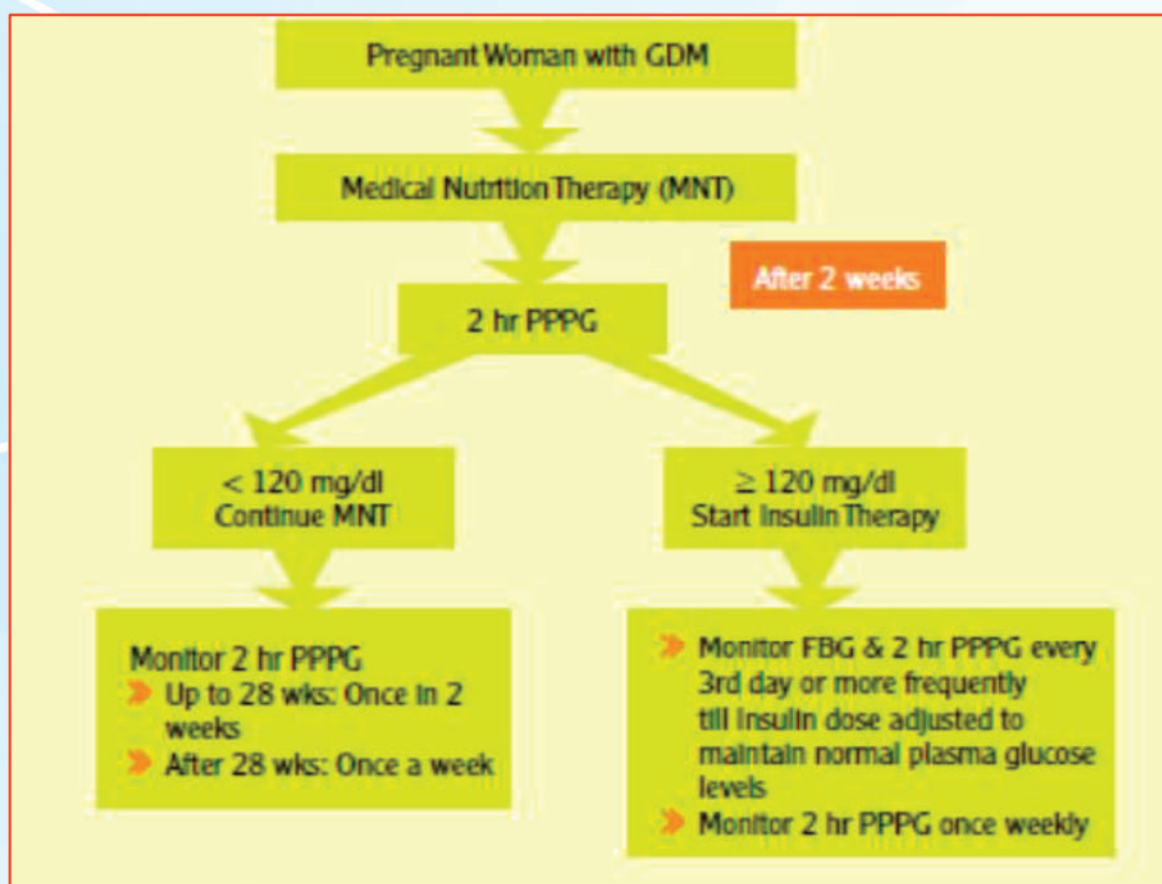 Pregnant Woman with GDM
Medical Nutrition Therapy (MNT)
After 2 weeks
2 hr PPPG
< 120 mg/dl
Continue MNT
≥ 120 mg/dl
Start Insulin Therapy
Monitor 2 hr PPPG
Up to 28 wks: Once in 2
weeks
After 28 wks: Once a week
Monitor FBG & 2 hr PPPG every
3rd day or more frequently
till Insulin dose adjusted to
maintain normal plasma glucose
levels
Monitor 2 hr PPPG once weekly